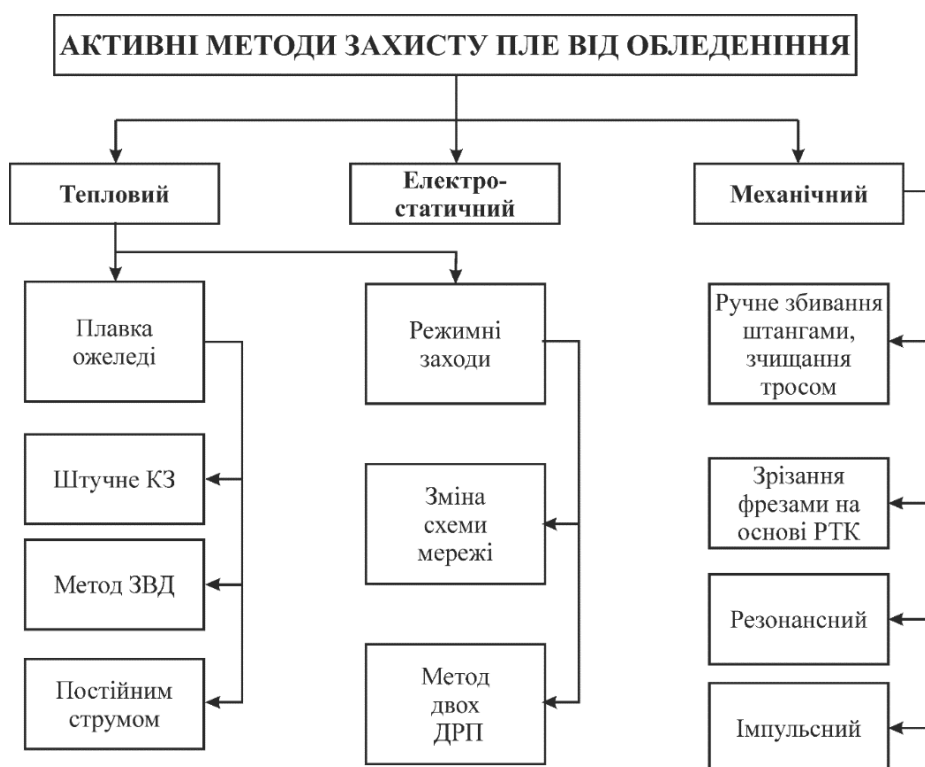 АКТИВНІ МЕТОДИ ЗАХИСТУ ПЛЕ ВІД ОБЛЕДЕНІННЯ
Тепловий
Електро-
статичний
Механічний
Плавка
ожеледі
Режимні
заходи
Ручне збивання
штангами,
зчищання
тросом
Штучне КЗ
Зміна
схеми
мережі
Зрізання
фрезами на
основі РТК
Метод ЗВД
Резонансний
Постійним
струмом
Метод
двох
ДРП
Імпульсний